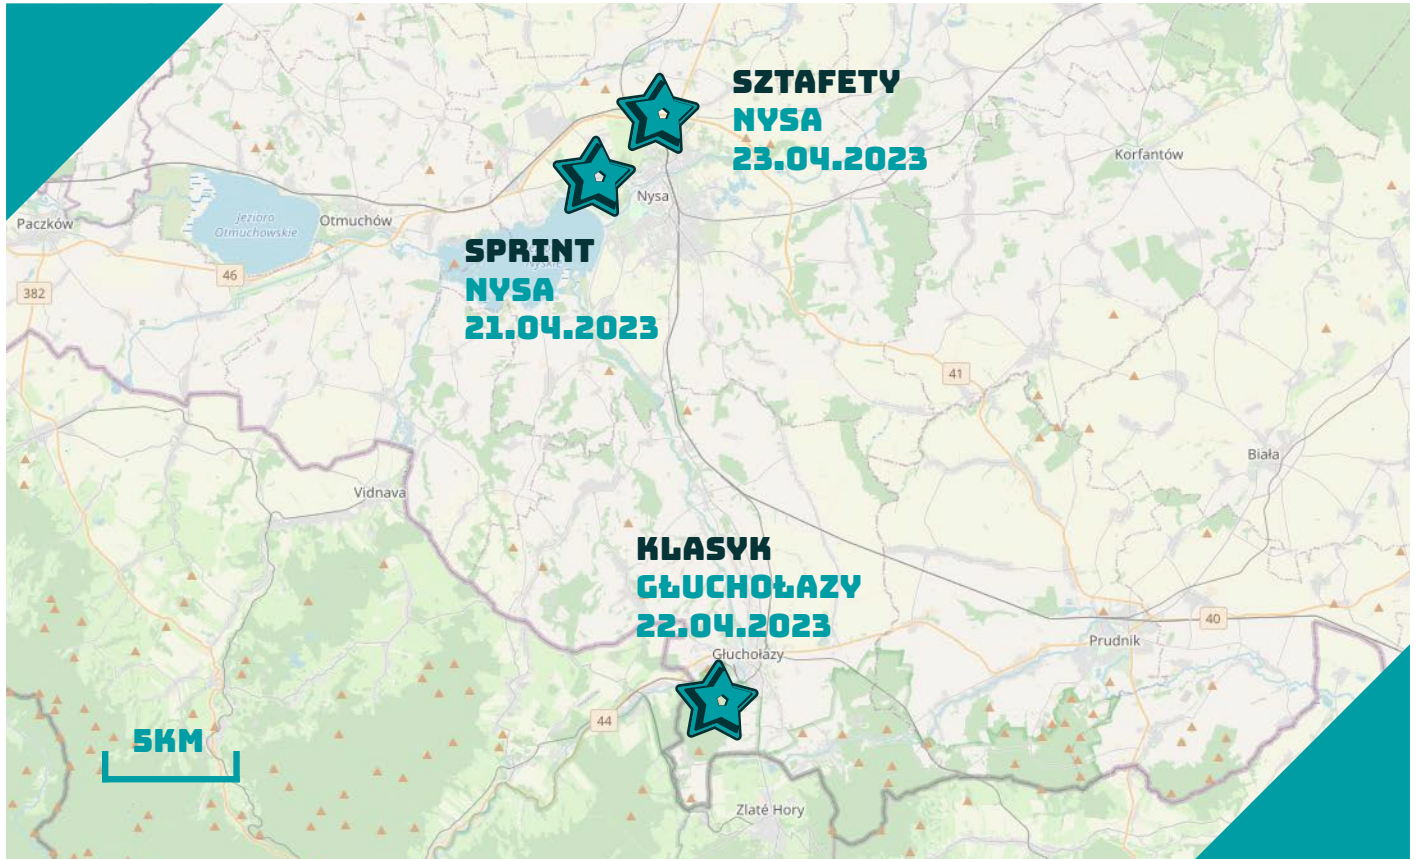 SZTAFETY
NYSA
23.04.2023
Korfantów
Nysa
Paczków
Jezioro
Otmuchowskie
Otmuchów
SPRINT
NYSA
21.04.2023
46
382
41
Biała
Vidnava
KLASYK
GŁUCHOŁAZY
22.04.2023
Głuchołazy
40
Prudnik
44
5KM
Zlaté Hory